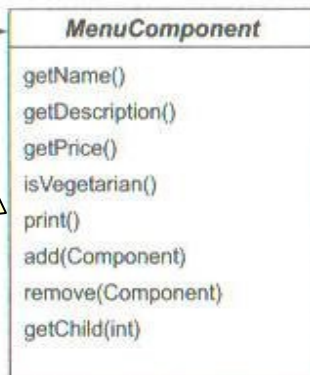 MenuComponent
getName()
getDescription()
getPrice()
isVegetarian()
print()
add(Component)
remove(Component)
getChild(int)